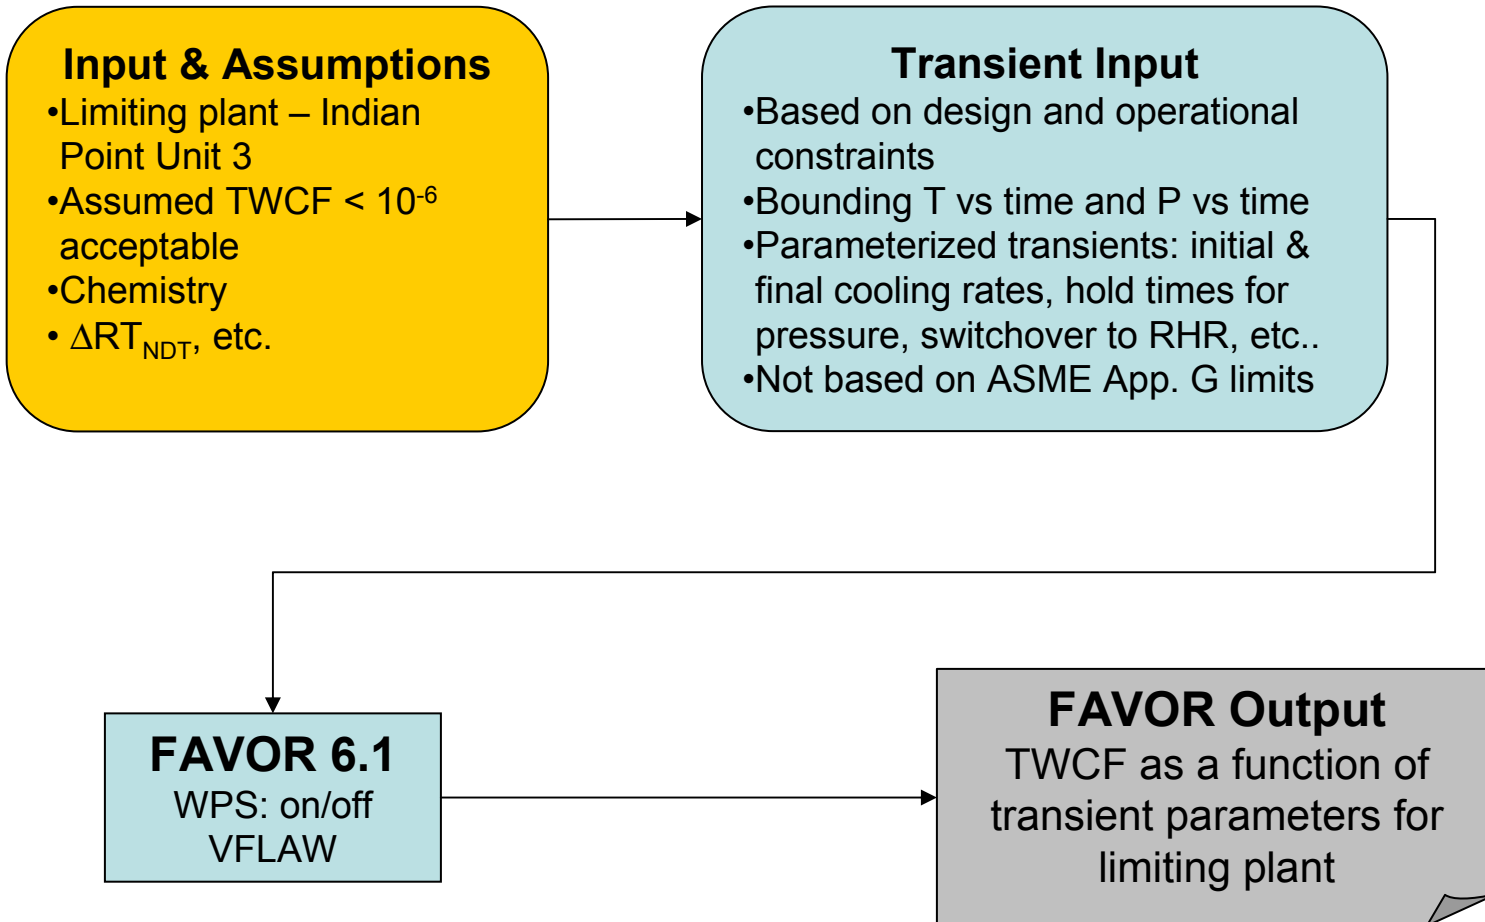 Input & Assumptions
•Limiting plant – Indian
Point Unit 3
•Assumed TWCF < 10⁻⁶
acceptable
•Chemistry
• ΔRT_NDT, etc.
Transient Input
•Based on design and operational
constraints
•Bounding T vs time and P vs time
•Parameterized transients: initial &
final cooling rates, hold times for
pressure, switchover to RHR, etc..
•Not based on ASME App. G limits
FAVOR 6.1
WPS: on/off
VFLAW
FAVOR Output
TWCF as a function of
transient parameters for
limiting plant